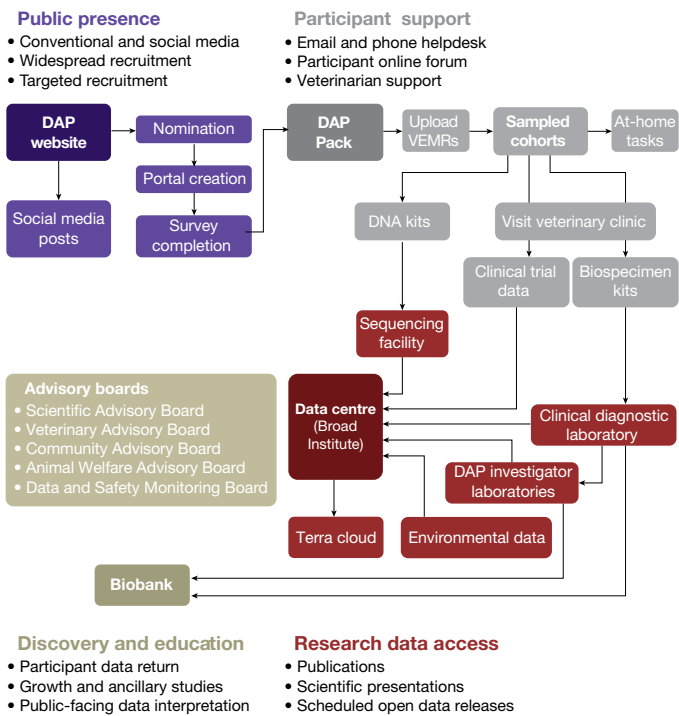 Public presence
• Conventional and social media
• Widespread recruitment
• Targeted recruitment
Participant support
• Email and phone helpdesk
• Participant online forum
• Veterinarian support
DAP
website
Nomination
Portal creation
Survey
completion
Social media
posts
DAP
Pack
Upload
VEMRs
Sampled
cohorts
At-home
tasks
DNA kits
Visit veterinary clinic
Clinical trial
data
Biospecimen
kits
Sequencing
facility
Advisory boards
• Scientific Advisory Board
• Veterinary Advisory Board
• Community Advisory Board
• Animal Welfare Advisory Board
• Data and Safety Monitoring Board
Data centre
(Broad
Institute)
Clinical diagnostic
laboratory
DAP investigator
laboratories
Terra cloud
Environmental data
Biobank
Discovery and education
• Participant data return
• Growth and ancillary studies
• Public-facing data interpretation
Research data access
• Publications
• Scientific presentations
• Scheduled open data releases